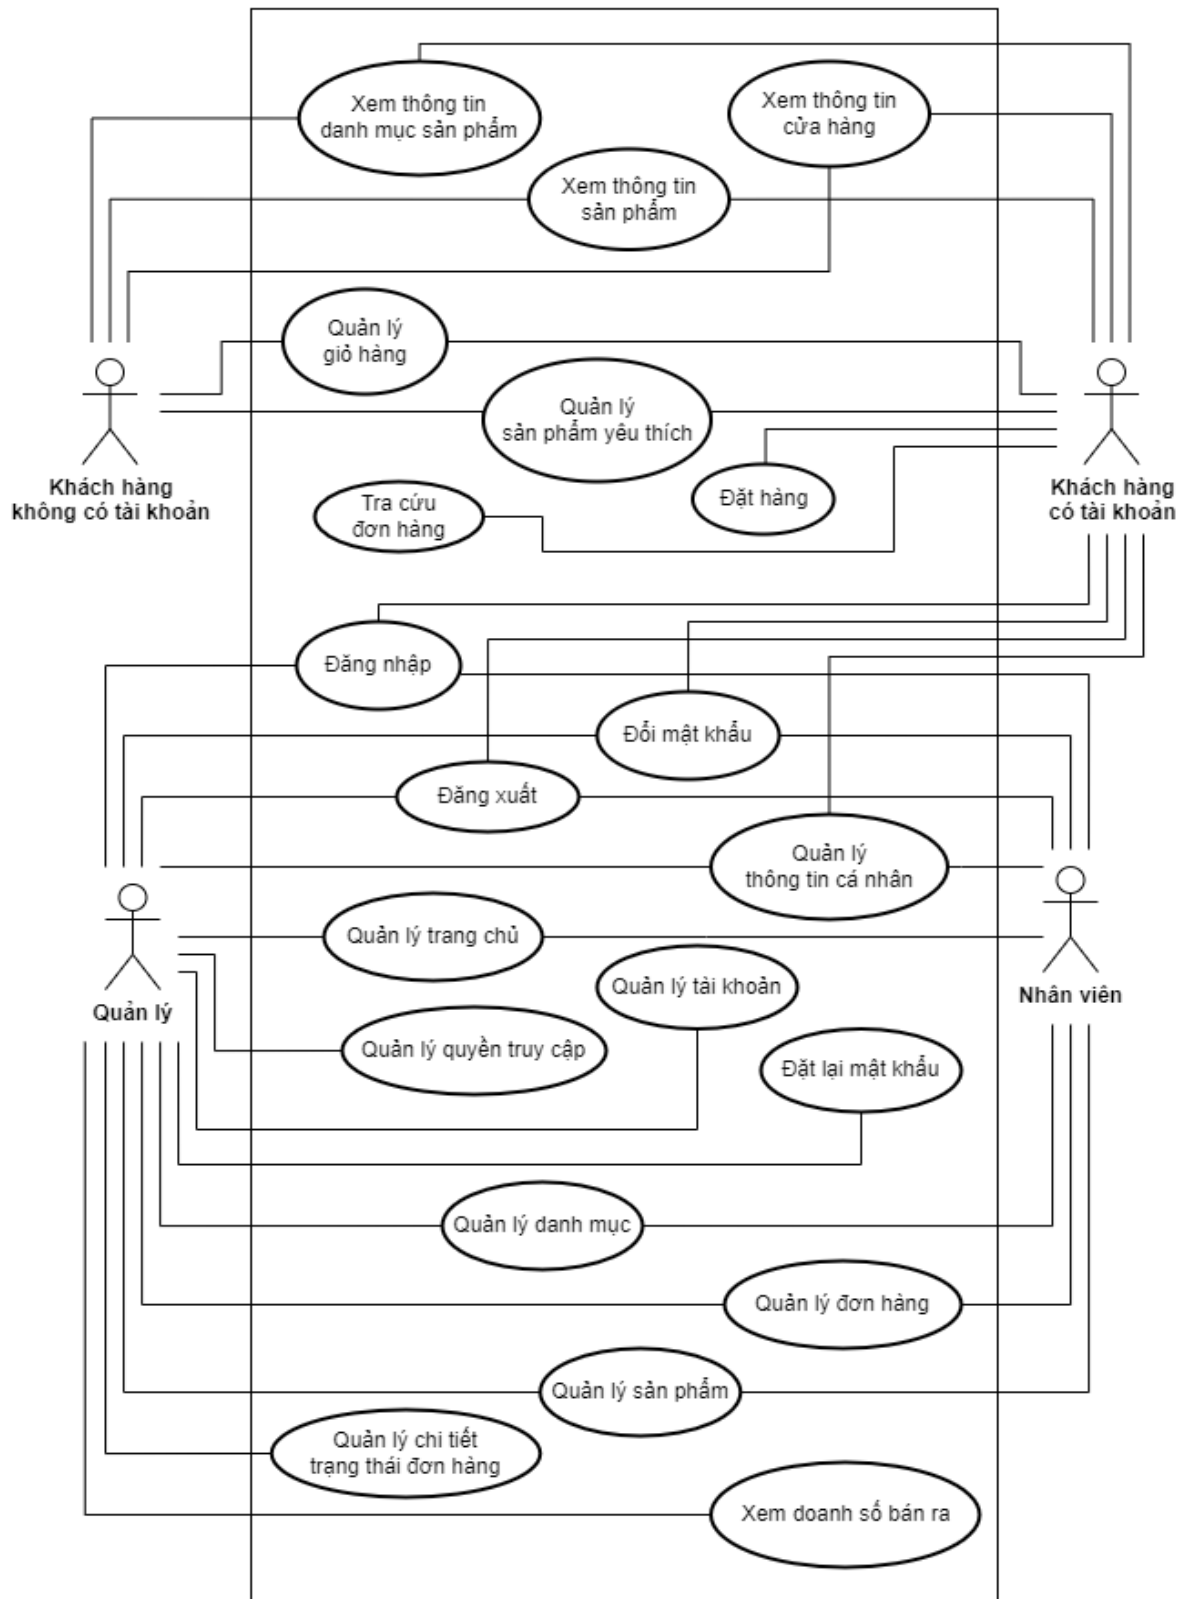 Xem thông tin
danh mục sản phẩm
Xem thông tin
cửa hàng
Xem thông tin
sản phẩm
Quản lý
giỏ hàng
Quản lý
sản phẩm yêu thích
Khách hàng
không có tài khoản
Khách hàng
có tài khoản
Đặt hàng
Tra cứu
đơn hàng
Đăng nhập
Đổi mật khẩu
Đăng xuất
Quản lý
thông tin cá nhân
Quản lý trang chủ
Quản lý tài khoản
Quản lý
Nhân viên
Quản lý quyền truy cập
Đặt lại mật khẩu
Quản lý danh mục
Quản lý đơn hàng
Quản lý sản phẩm
Quản lý chi tiết
trạng thái đơn hàng
Xem doanh số bán ra